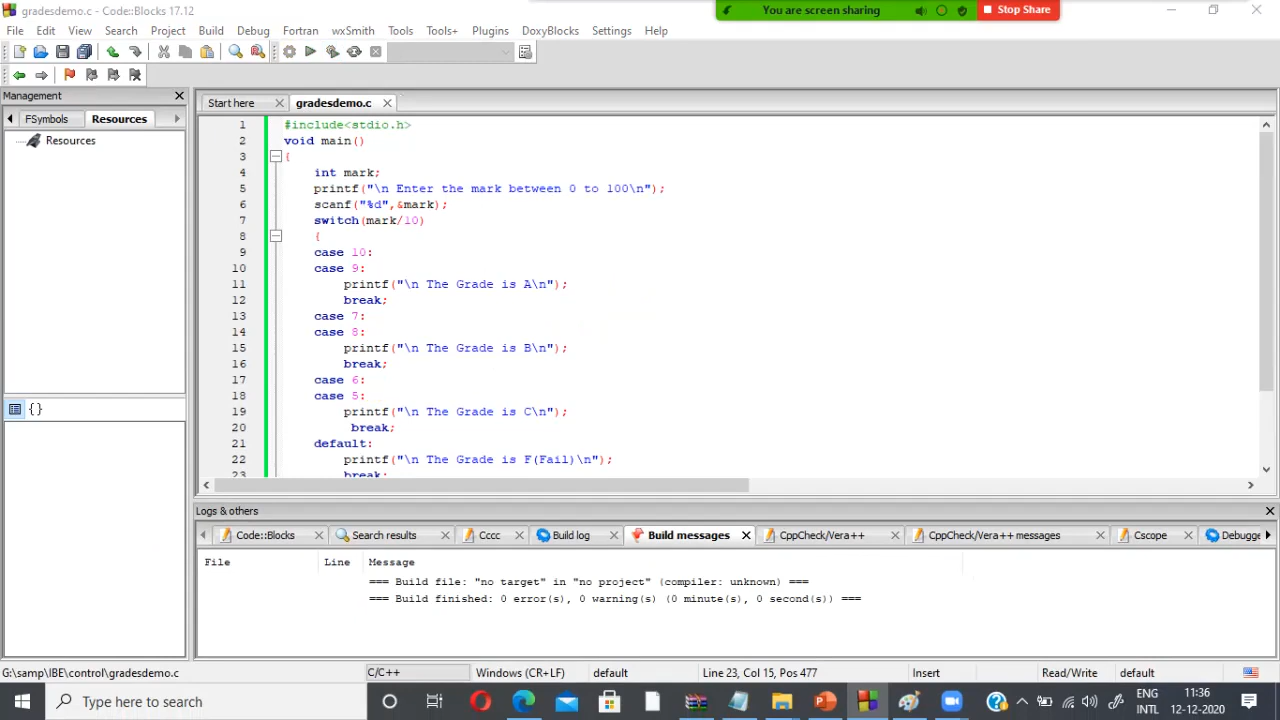 gradesdemo.c - Code::Blocks 17.12
You are screen sharing
Stop Share
File Edit View Search Project Build Debug Fortran wxSmith Tools Tools+ Plugins DoxyBlocks Settings Help
Management
Start here
gradesdemo.c
FSymbols
Resources
Resources
1 #include<stdio.h>
2 void main()
3 {
4 int mark;
5 printf("\n Enter the mark between 0 to 100\n");
6 scanf("%d",&mark);
7 switch(mark/10)
8 {
9 case 10:
10 case 9:
11 printf("\n The Grade is A\n");
12 break;
13 case 7:
14 case 8:
15 printf("\n The Grade is B\n");
16 break;
17 case 6:
18 case 5:
19 printf("\n The Grade is C\n");
20 break;
21 default:
22 printf("\n The Grade is F(Fail)\n");
23 break;
{}
Logs & others
Code::Blocks
Search results
Cccc
Build log
Build messages
CppCheck/Vera++
CppCheck/Vera++ messages
Cscope
Debugge
File Line Message
=== Build file: "no target" in "no project" (compiler: unknown) ===
=== Build finished: 0 error(s), 0 warning(s) (0 minute(s), 0 second(s)) ===
G:\samp\IBE\control\gradesdemo.c
C/C++
Windows (CR+LF)
default
Line 23, Col 15, Pos 477
Insert
Read/Write
default
Type here to search
ENG
INTL
11:36
12-12-2020